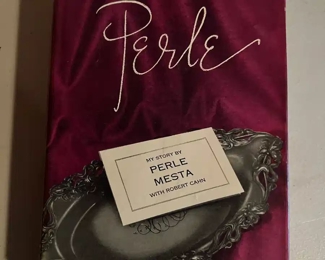 Perle
MY STORY BY
PERLE
MESTA
WITH ROBERT CAHN